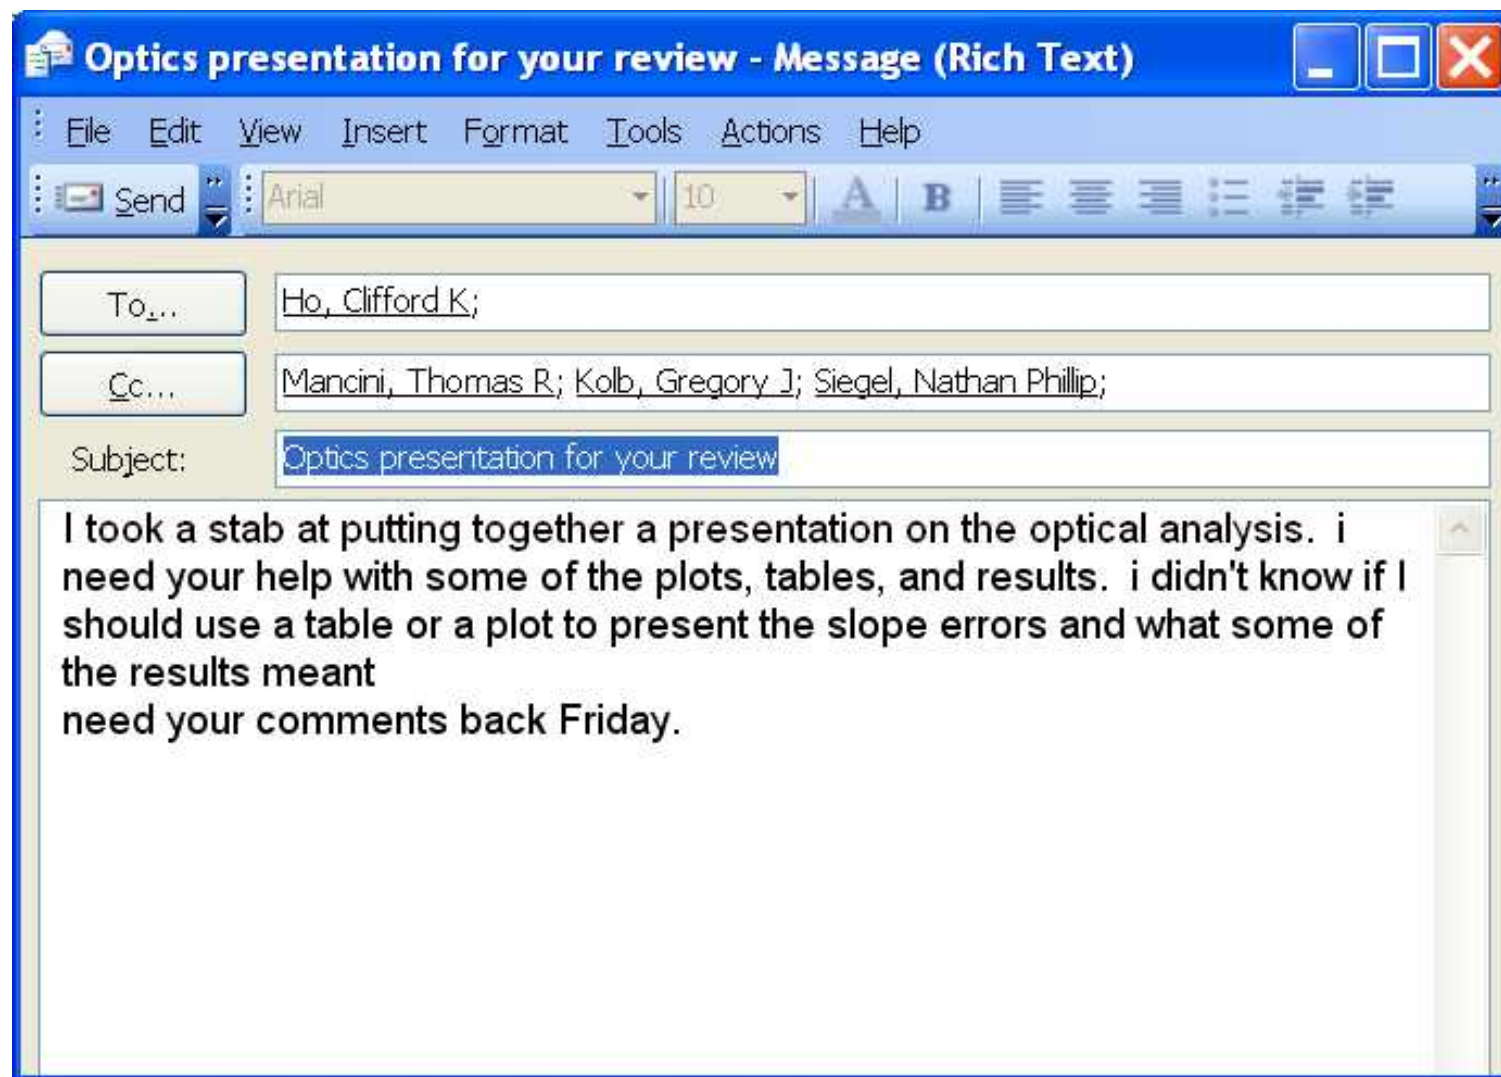 Optics presentation for your review - Message (Rich Text)
File Edit View Insert Format Tools Actions Help
Send Arial 10 A B
To... Ho, Clifford K;
Cc... Mancini, Thomas R; Kolb, Gregory J; Siegel, Nathan Phillip;
Subject: Optics presentation for your review
I took a stab at putting together a presentation on the optical analysis.  i
need your help with some of the plots, tables, and results.  i didn't know if I
should use a table or a plot to present the slope errors and what some of
the results meant
need your comments back Friday.